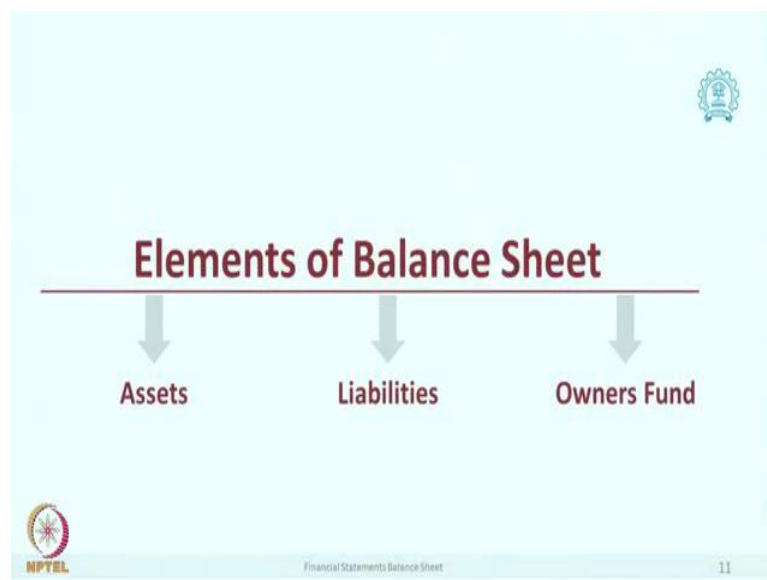 Elements of Balance Sheet
Assets Liabilities Owners Fund
NPTEL
Financial Statements Balance Sheet
11